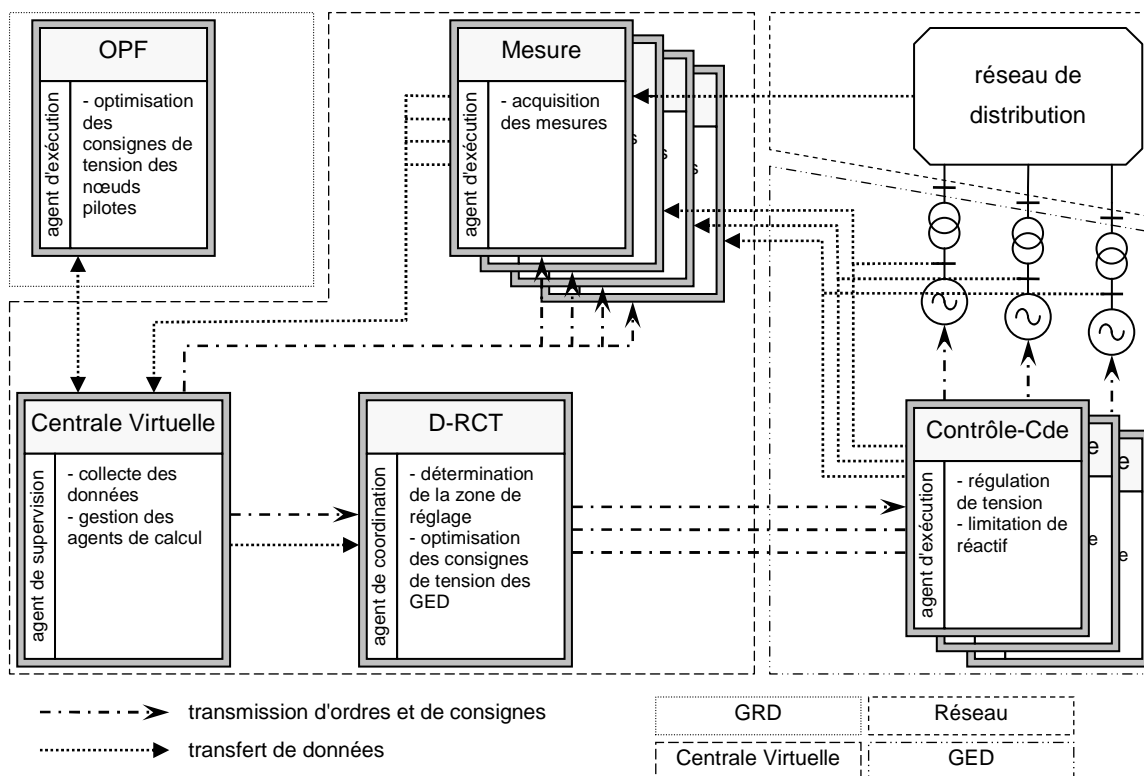 OPF
agent d'exécution
- optimisation
des
consignes de
tension des
nœuds
pilotes
Mesure
agent d'exécution
- acquisition
des mesures
s
s
s
réseau de
distribution
Centrale Virtuelle
agent de supervision
- collecte des
données
- gestion des
agents de calcul
D-RCT
agent de coordination
- détermination
de la zone de
réglage
- optimisation
des consignes
de tension des
GED
Contrôle-Cde
agent d'exécution
- régulation
de tension
- limitation de
réactif
e
e
e
e
transmission d'ordres et de consignes
transfert de données
GRD
Réseau
Centrale Virtuelle
GED